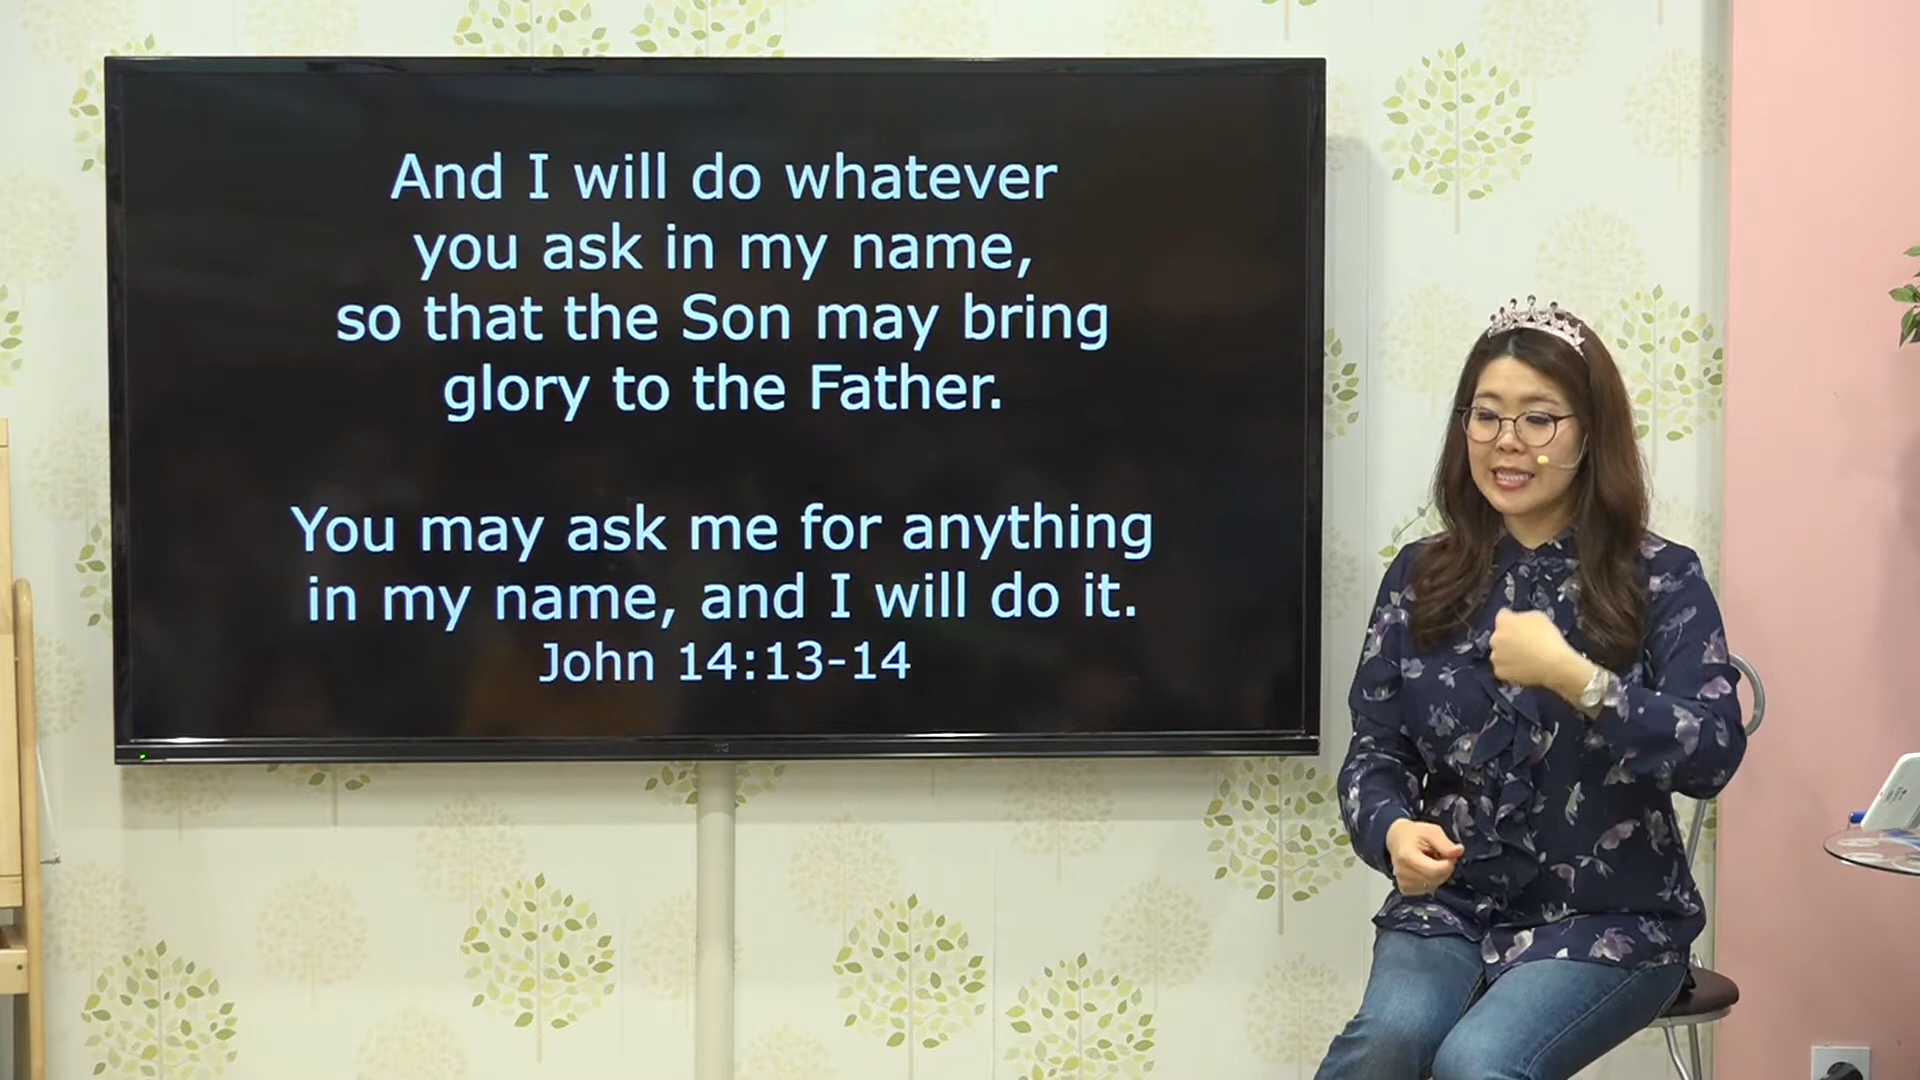 And I will do whatever
you ask in my name,
so that the Son may bring
glory to the Father.
You may ask me for anything
in my name, and I will do it.
John 14:13-14